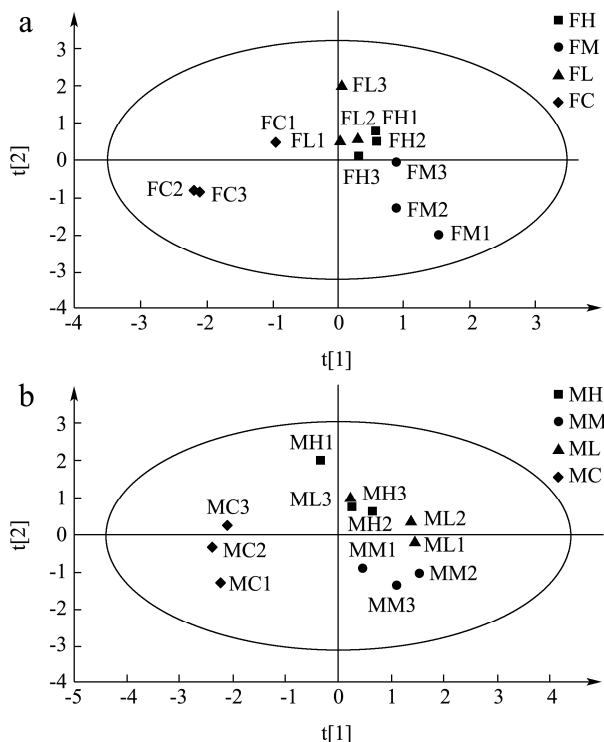 a
FH
FM
FL
FC
3
2
1
0
-1
-2
-3
-4
t[2]
FL3
FC1
FL2 FH1
FL1
FH2
FH3
FM3
FC2
FC3
FM2
FM1
-4 -3 -2 -1 0 1 2 3
t[1]
b
MH
MM
ML
MC
3
2
1
0
-1
-2
-3
-4
t[2]
MH1
ML3
MH3
MC3
MH2
ML2
MC2
MM1
ML1
MC1
MM2
MM3
-5 -4 -3 -2 -1 0 1 2 3 4
t[1]